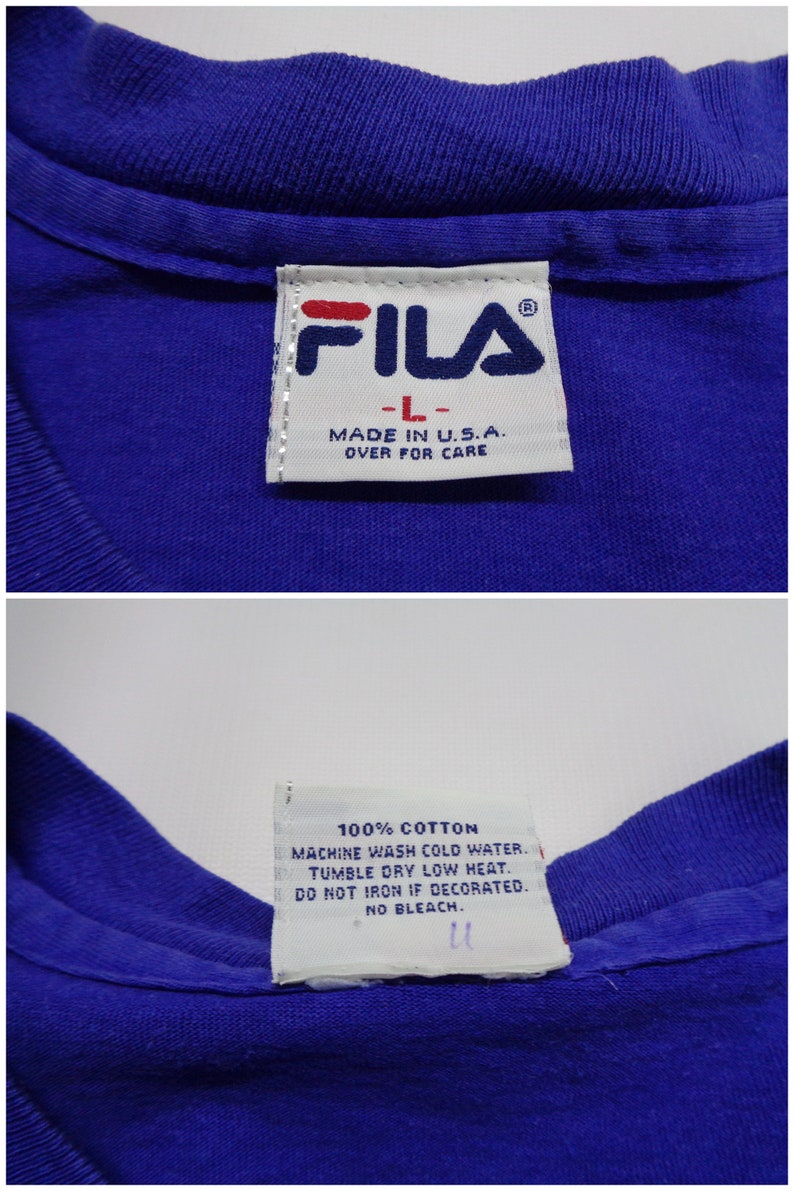 FILA®
-L-
MADE IN U.S.A.
OVER FOR CARE
100% COTTON
MACHINE WASH COLD WATER.
TUMBLE DRY LOW HEAT.
DO NOT IRON IF DECORATED.
NO BLEACH.